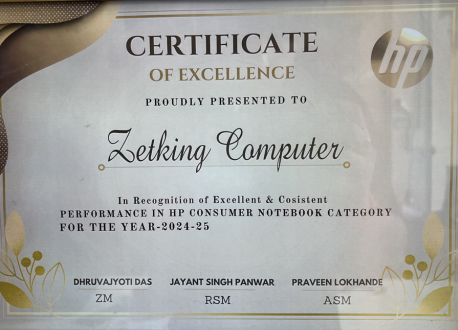 CERTIFICATE
OF EXCELLENCE
hp
PROUDLY PRESENTED TO
Zetking Computer
In Recognition of Excellent & Cosistent
PERFORMANCE IN HP CONSUMER NOTEBOOK CATEGORY
FOR THE YEAR-2024-25
DHRUVAJYOTI DAS JAYANT SINGH PANWAR PRAVEEN LOKHANDE
ZM RSM ASM